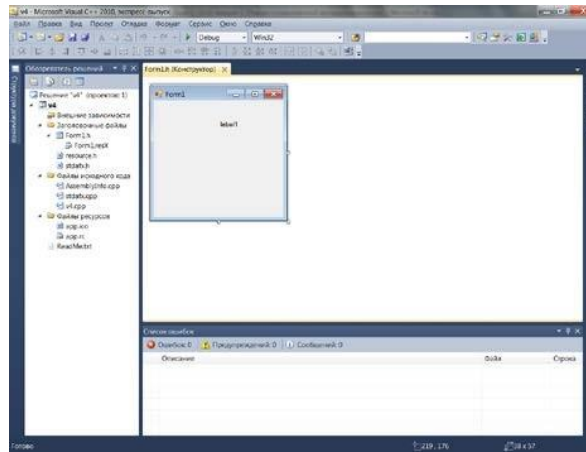 v4 - Microsoft Visual C++ 2010, экспресс-выпуск
Файл Правка Вид Проект Отладка Формат Сервис Окно Справка
Debug Win32
Обозреватель решений
Form1.h [Конструктор]
Решение "v4" (проектов: 1)
v4
Внешние зависимости
Заголовочные файлы
Form1.h
Form1.resX
resource.h
stdafx.h
Файлы исходного кода
AssemblyInfo.cpp
stdafx.cpp
v4.cpp
Файлы ресурсов
app.ico
app.rc
ReadMe.txt
Form1
label1
Список ошибок
Ошибок: 0 Предупреждений: 0 Сообщений: 0
Описание Файл Строка
Готово 219, 176